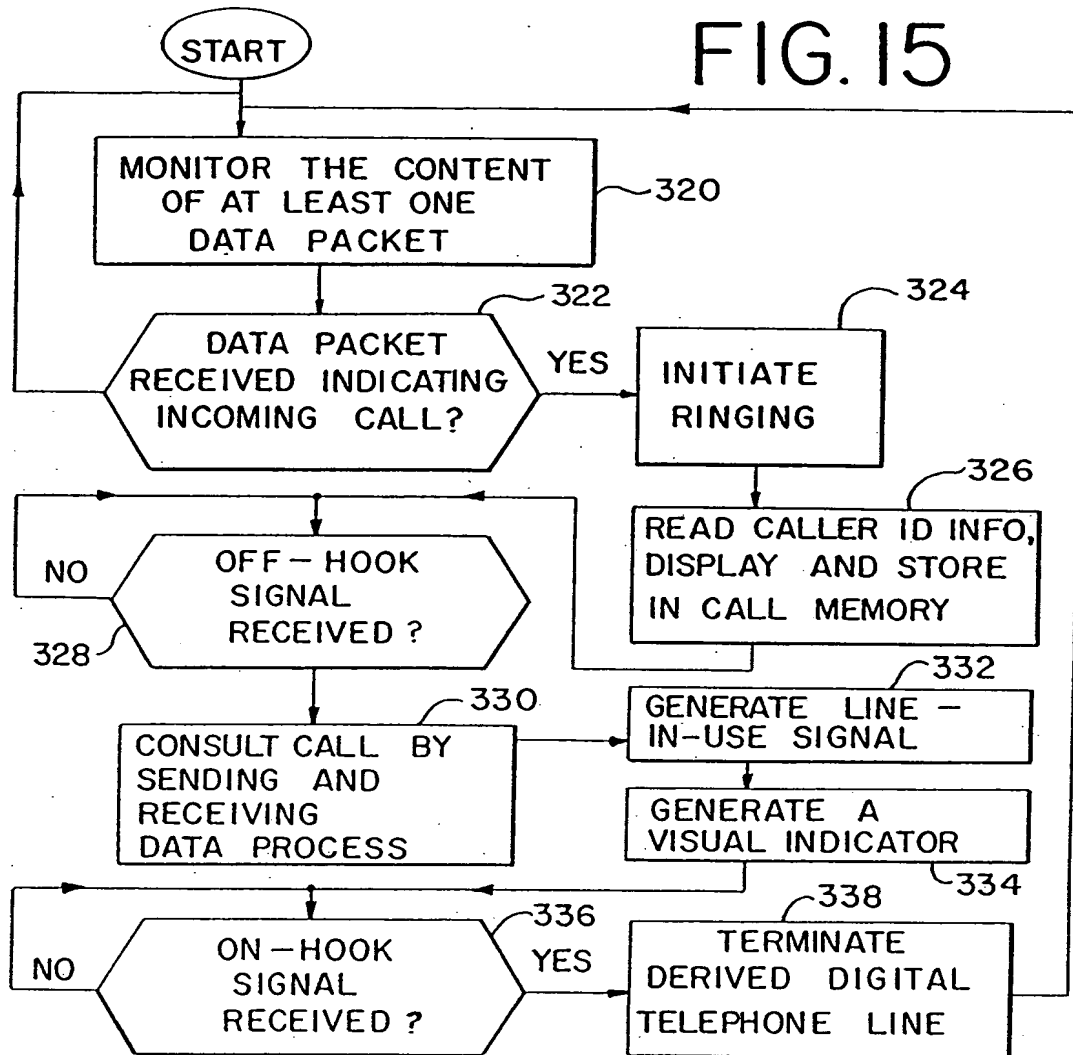 START
FIG. 15
MONITOR THE CONTENT
OF AT LEAST ONE
DATA PACKET
320
322
DATA PACKET
RECEIVED INDICATING
INCOMING CALL?
YES
324
INITIATE
RINGING
326
READ CALLER ID INFO,
DISPLAY AND STORE
IN CALL MEMORY
NO
OFF-HOOK
SIGNAL
RECEIVED?
328
330
CONSULT CALL BY
SENDING AND
RECEIVING
DATA PROCESS
332
GENERATE LINE-
IN-USE SIGNAL
GENERATE A
VISUAL INDICATOR
334
336
NO
ON-HOOK
SIGNAL
RECEIVED?
YES
338
TERMINATE
DERIVED DIGITAL
TELEPHONE LINE